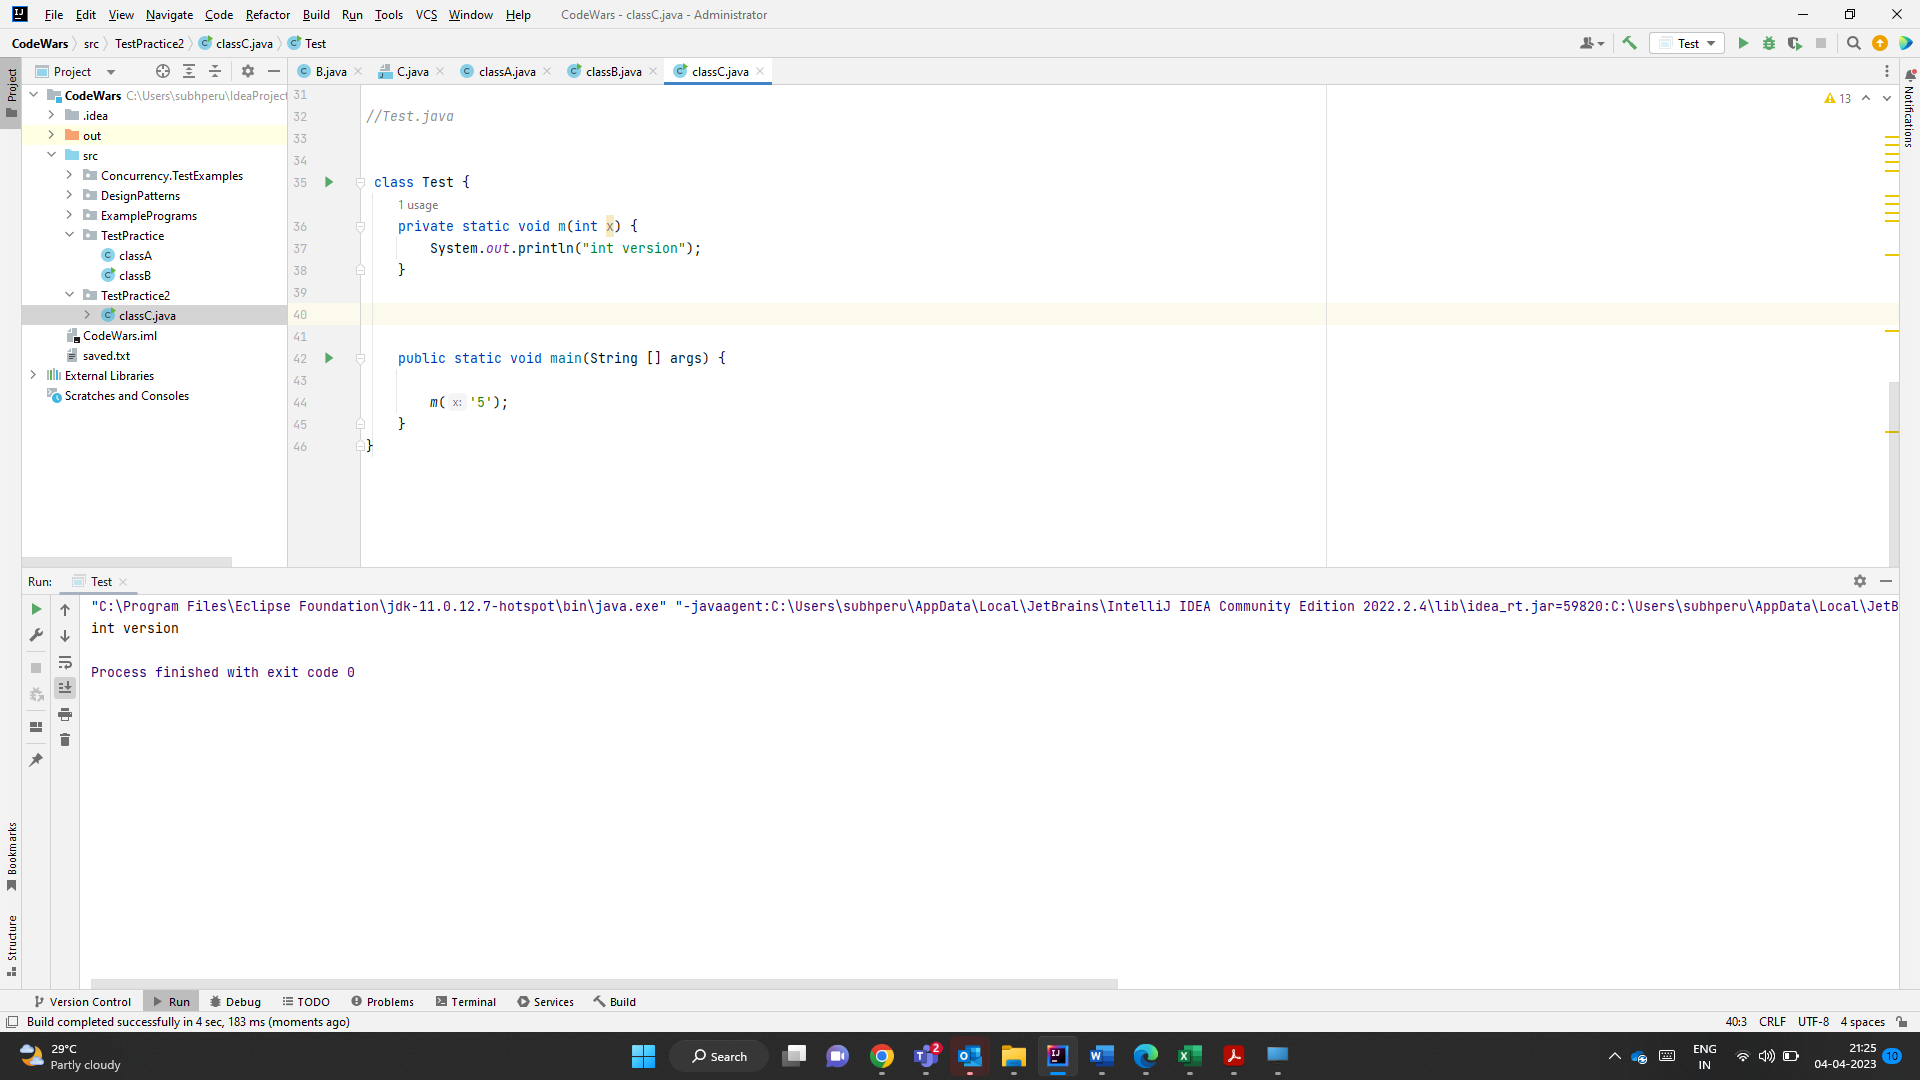 File Edit View Navigate Code Refactor Build Run Tools VCS Window Help CodeWars - classC.java - Administrator
CodeWars src TestPractice2 classC.java Test Test
Project B.java C.java classA.java classB.java classC.java
Project
CodeWars C:\Users\subhperu\IdeaProject
.idea
out
src
Concurrency.TestExamples
DesignPatterns
ExamplePrograms
TestPractice
classA
classB
TestPractice2
classC.java
CodeWars.iml
saved.txt
External Libraries
Scratches and Consoles
31
32 //Test.java
33
34
35 class Test {
1 usage
36 private static void m(int x) {
37 System.out.println("int version");
38 }
39
40
41
42 public static void main(String [] args) {
43
44 m( x: '5');
45 }
46 }
13
Notifications
Run: Test
"C:\Program Files\Eclipse Foundation\jdk-11.0.12.7-hotspot\bin\java.exe" "-javaagent:C:\Users\subhperu\AppData\Local\JetBrains\IntelliJ IDEA Community Edition 2022.2.4\lib\idea_rt.jar=59820:C:\Users\subhperu\AppData\Local\JetB
int version
Process finished with exit code 0
Bookmarks
Structure
Version Control Run Debug TODO Problems Terminal Services Build
Build completed successfully in 4 sec, 183 ms (moments ago) 40:3 CRLF UTF-8 4 spaces
29°C
Partly cloudy
Search
2
ENG
IN
21:25
04-04-2023
10